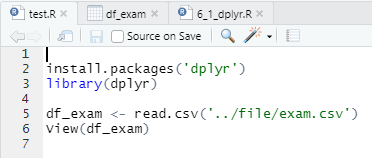 test.R
df_exam
6_1_dplyr.R
Source on Save
1
2 install.packages('dplyr')
3 library(dplyr)
4
5 df_exam <- read.csv('../file/exam.csv')
6 View(df_exam)
7